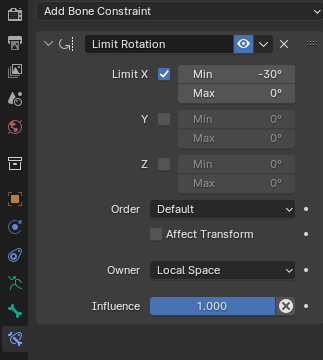 Add Bone Constraint
Limit Rotation
Limit X Min -30°
Max 0°
Y Min 0°
Max 0°
Z Min 0°
Max 0°
Order Default
Affect Transform
Owner Local Space
Influence 1.000